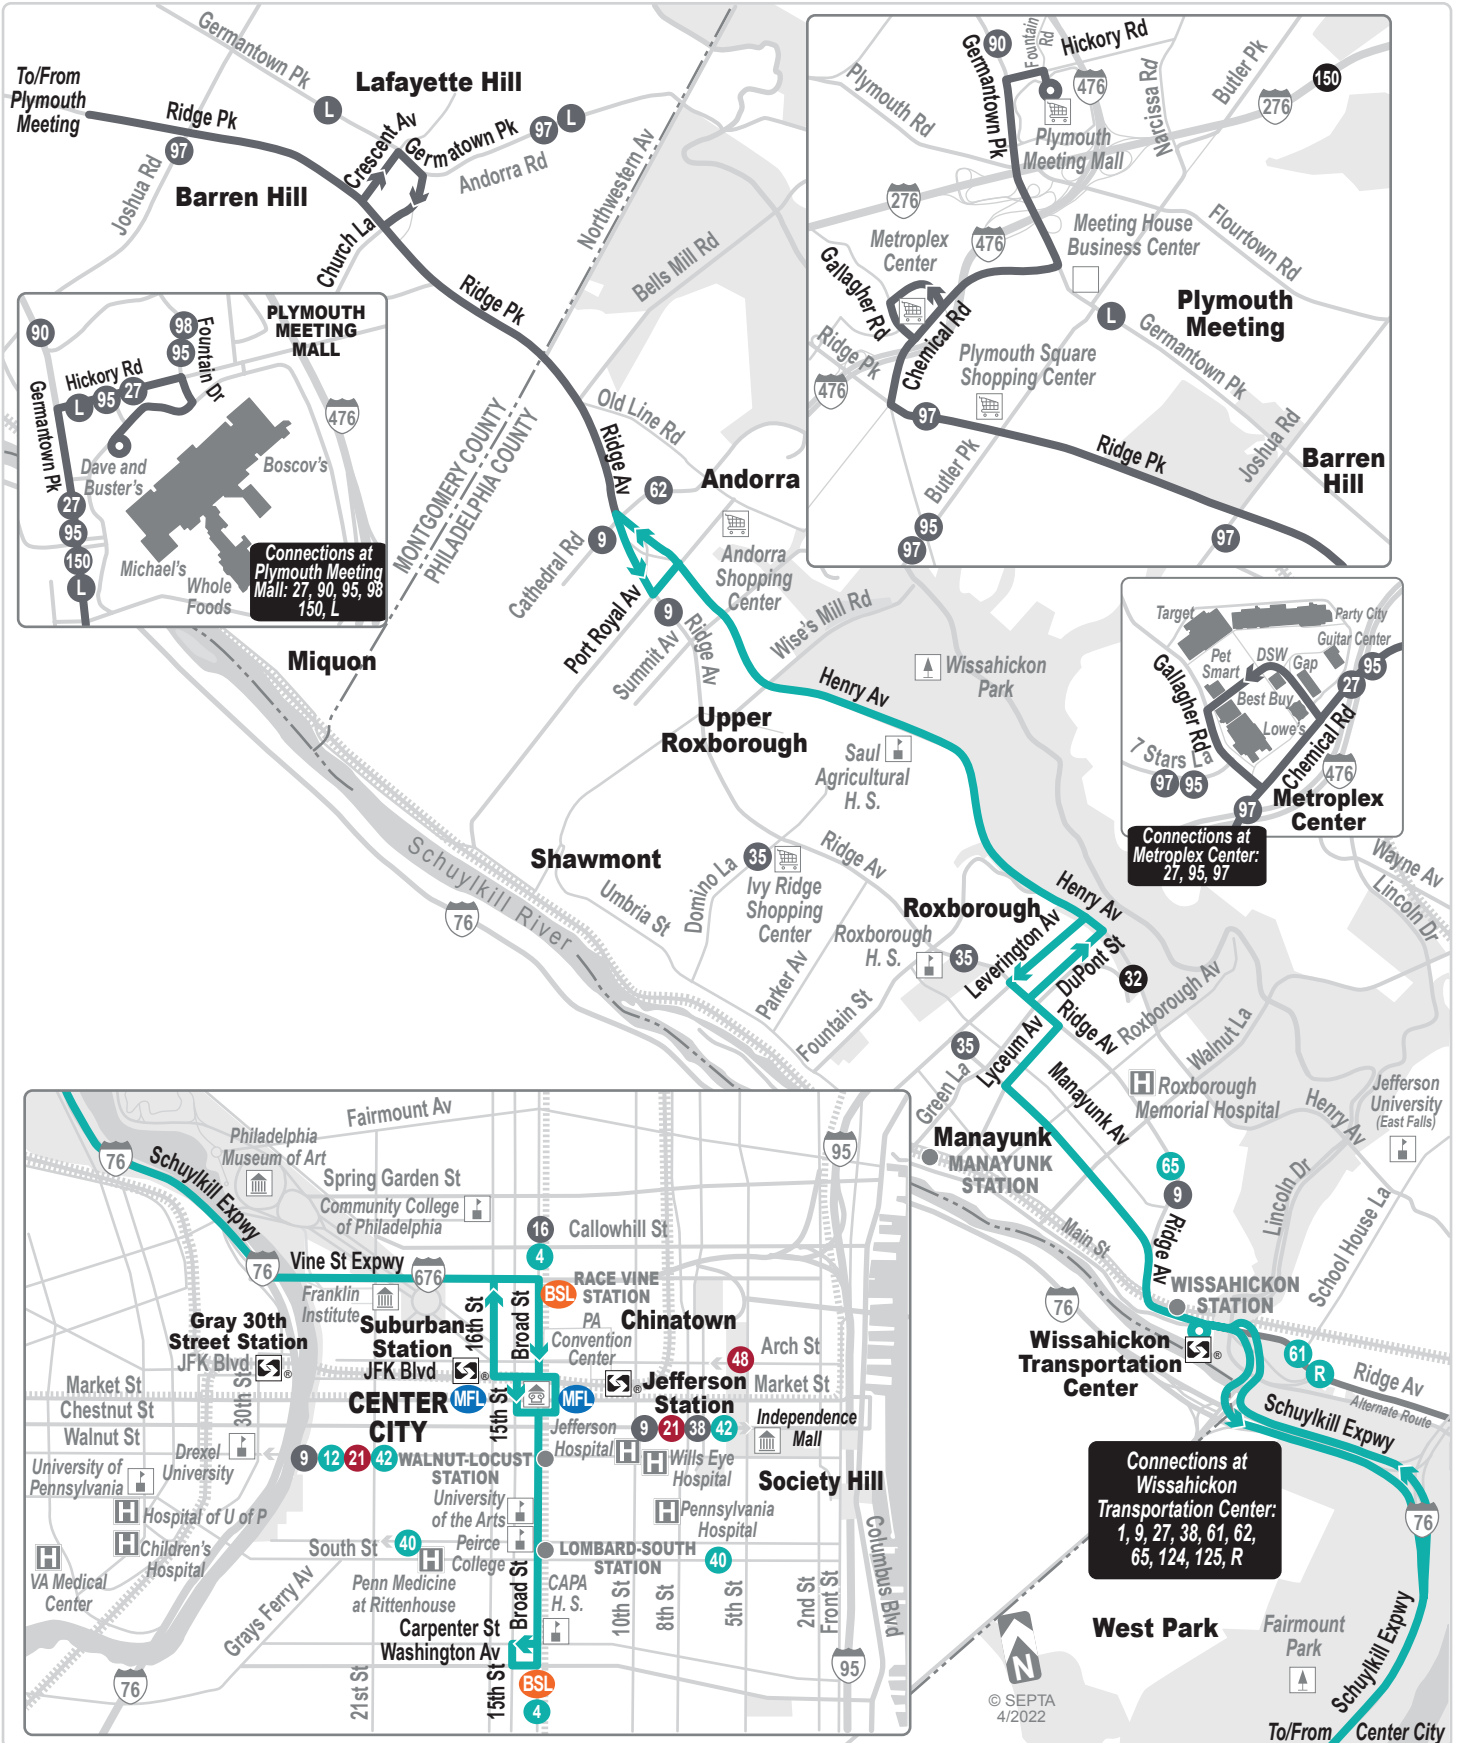 To/From
Plymouth
Meeting
Germantown Pk
Lafayette Hill
Ridge Pk
L
97
Joshua Rd
Barren Hill
Crescent Av
Germatown Pk
97
L
Andorra Rd
Church La
Northwestern Av
Bells Mill Rd
Ridge Pk
MONTGOMERY COUNTY
PHILADELPHIA COUNTY
Old Line Rd
Ridge Av
62
Andorra
9
Cathedral Rd
Andorra
Shopping
Center
Port Royal Av
9
Ridge Av
Summit Av
Wise's Mill Rd
Miquon
Henry Av
Wissahickon
Park
Upper
Roxborough
Saul
Agricultural
H. S.
Shawmont
Schuylkill River
76
Umbria St
Domino La
35
Ivy Ridge
Shopping
Center
Ridge Av
Parker Av
Roxborough
H. S.
35
Fountain St
Roxborough
Henry Av
Leverington Av
DuPont St
32
Ridge Av
Roxborough Av
Walnut La
Lyceum Av
35
Green La
Manayunk Av
H
Roxborough
Memorial Hospital
Henry Av
Jefferson
University
(East Falls)
Wayne Av
Lincoln Dr
Manayunk
MANAYUNK
STATION
65
9
Ridge Av
Main St
Lincoln Dr
School House La
WISSAHICKON
STATION
76
Wissahickon
Transportation
Center
®
61
R
Ridge Av
Alternate Route
Schuylkill Expwy
Connections at
Wissahickon
Transportation Center:
1, 9, 27, 38, 61, 62,
65, 124, 125, R
76
West Park
Fairmount
Park
Schuylkill Expwy
N
© SEPTA
4/2022
To/From Center City
PLYMOUTH
MEETING
MALL
90
98
95
Fountain Dr
Hickory Rd
L
95
27
Germantown Pk
476
Dave and
Buster's
Boscov's
27
95
150
L
Michael's
Whole
Foods
Connections at
Plymouth Meeting
Mall: 27, 90, 95, 98
150, L
90
Germantown Pk
Fountain
Rd
Hickory Rd
476
Plymouth Rd
Narcissa Rd
Butler Pk
276
150
Plymouth
Meeting Mall
276
476
Metroplex
Center
Meeting House
Business Center
Flourtown Rd
Gallagher Rd
Plymouth
Meeting
L
Germantown Pk
Ridge Pk
Chemical Rd
Plymouth Square
Shopping Center
476
97
Ridge Pk
Joshua Rd
Butler Pk
Barren
Hill
95
97
97
Target
Party City
Guitar Center
Gallagher Rd
Pet
Smart
DSW
Gap
95
27
Best Buy
Lowe's
Chemical Rd
7 Stars La
476
97
95
97
Metroplex
Center
Connections at
Metroplex Center:
27, 95, 97
76
Schuylkill Expwy
Philadelphia
Museum of Art
Fairmount Av
95
Spring Garden St
Community College
of Philadelphia
16
Callowhill St
4
76
Vine St Expwy
676
Franklin
Institute
BSL
RACE VINE
STATION
Gray 30th
Street Station
JFK Blvd
®
Suburban
Station
JFK Blvd
®
16th St
Broad St
PA
Convention
Center
Chinatown
Arch St
48
Market St
Market St
Chestnut St
Walnut St
30th St
CENTER
CITY
MFL
15th St
MFL
®
Jefferson
Station
Jefferson
Hospital
9
21
38
42
Independence
Mall
Drexel
University
9
12
21
42
WALNUT-LOCUST
STATION
H
H
Wills Eye
Hospital
Society Hill
University of
Pennsylvania
H
Hospital of U of P
University
of the Arts
H
Pennsylvania
Hospital
H
Children's
Hospital
H
VA Medical
Center
South St
40
H
Peirce
College
LOMBARD-SOUTH
STATION
40
Penn Medicine
at Rittenhouse
CAPA
H. S.
Grays Ferry Av
Broad St
10th St
8th St
5th St
2nd St
Front St
Columbus Blvd
Carpenter St
Washington Av
76
21st St
15th St
BSL
4
95